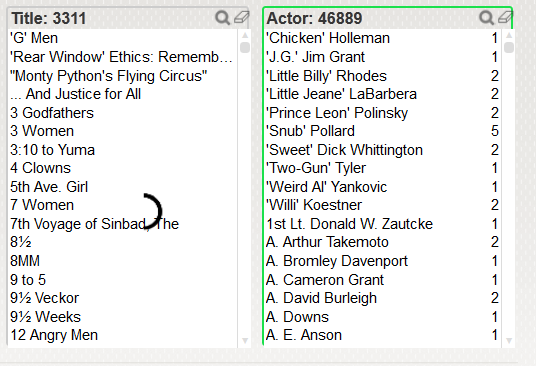 Title: 3311
'G' Men
'Rear Window' Ethics: Rememb...
"Monty Python's Flying Circus"
... And Justice for All
3 Godfathers
3 Women
3:10 to Yuma
4 Clowns
5th Ave. Girl
7 Women
7th Voyage of Sinbad, The
8½
8MM
9 to 5
9½ Veckor
9½ Weeks
12 Angry Men
Actor: 46889
'Chicken' Holleman 1
'J.G.' Jim Grant 1
'Little Billy' Rhodes 2
'Little Jeane' LaBarbera 2
'Prince Leon' Polinsky 2
'Snub' Pollard 5
'Sweet' Dick Whittington 2
'Two-Gun' Tyler 1
'Weird Al' Yankovic 1
'Willi' Koestner 2
1st Lt. Donald W. Zautcke 1
A. Arthur Takemoto 2
A. Bromley Davenport 1
A. Cameron Grant 1
A. David Burleigh 2
A. Downs 1
A. E. Anson 1